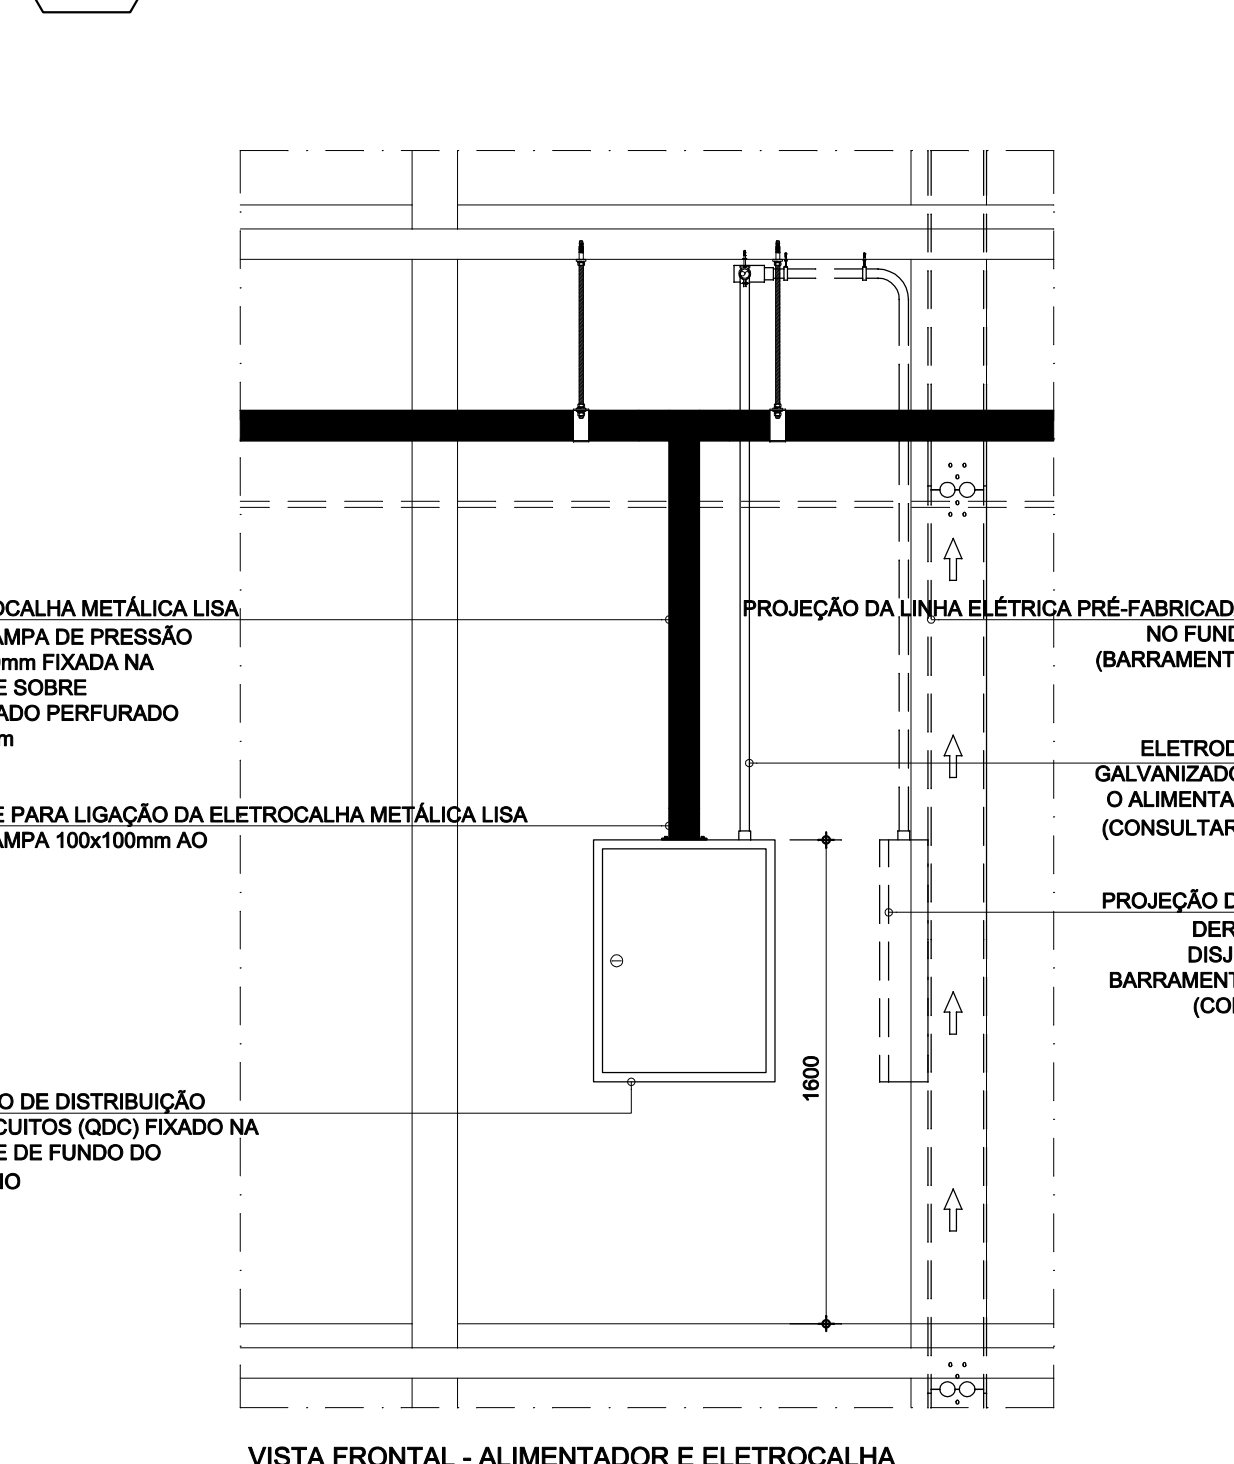 OCALHA METÁLICA LISA
AMPA DE PRESSÃO
mm FIXADA NA
E SOBRE
ADO PERFURADO
m
E PARA LIGAÇÃO DA ELETROCALHA METÁLICA LISA
AMPA 100x100mm AO
O DE DISTRIBUIÇÃO
CUITOS (QDC) FIXADO NA
E DE FUNDO DO
IO
PROJEÇÃO DA LINHA ELÉTRICA PRÉ-FABRICAD
NO FUND
(BARRAMENT
ELETROD
GALVANIZADO
O ALIMENTA
(CONSULTAR
PROJEÇÃO D
DER
DISJ
BARRAMENT
(CON
1600
VISTA FRONTAL - ALIMENTADOR E ELETROCALHA